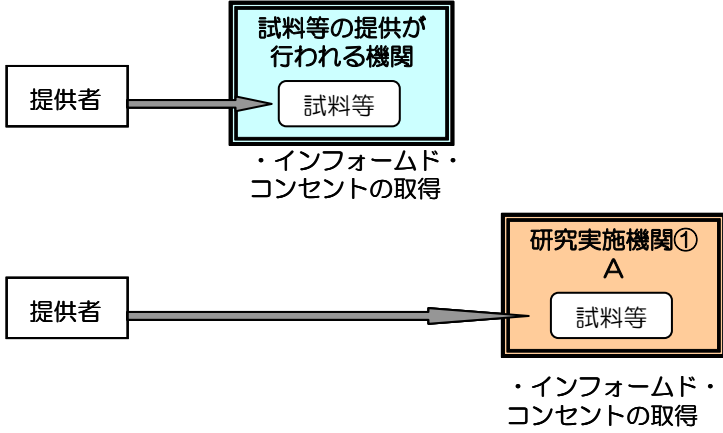 試料等の提供が
行われる機関
提供者
試料等
・インフォームド・
コンセントの取得
研究実施機関①
A
提供者
試料等
・インフォームド・
コンセントの取得